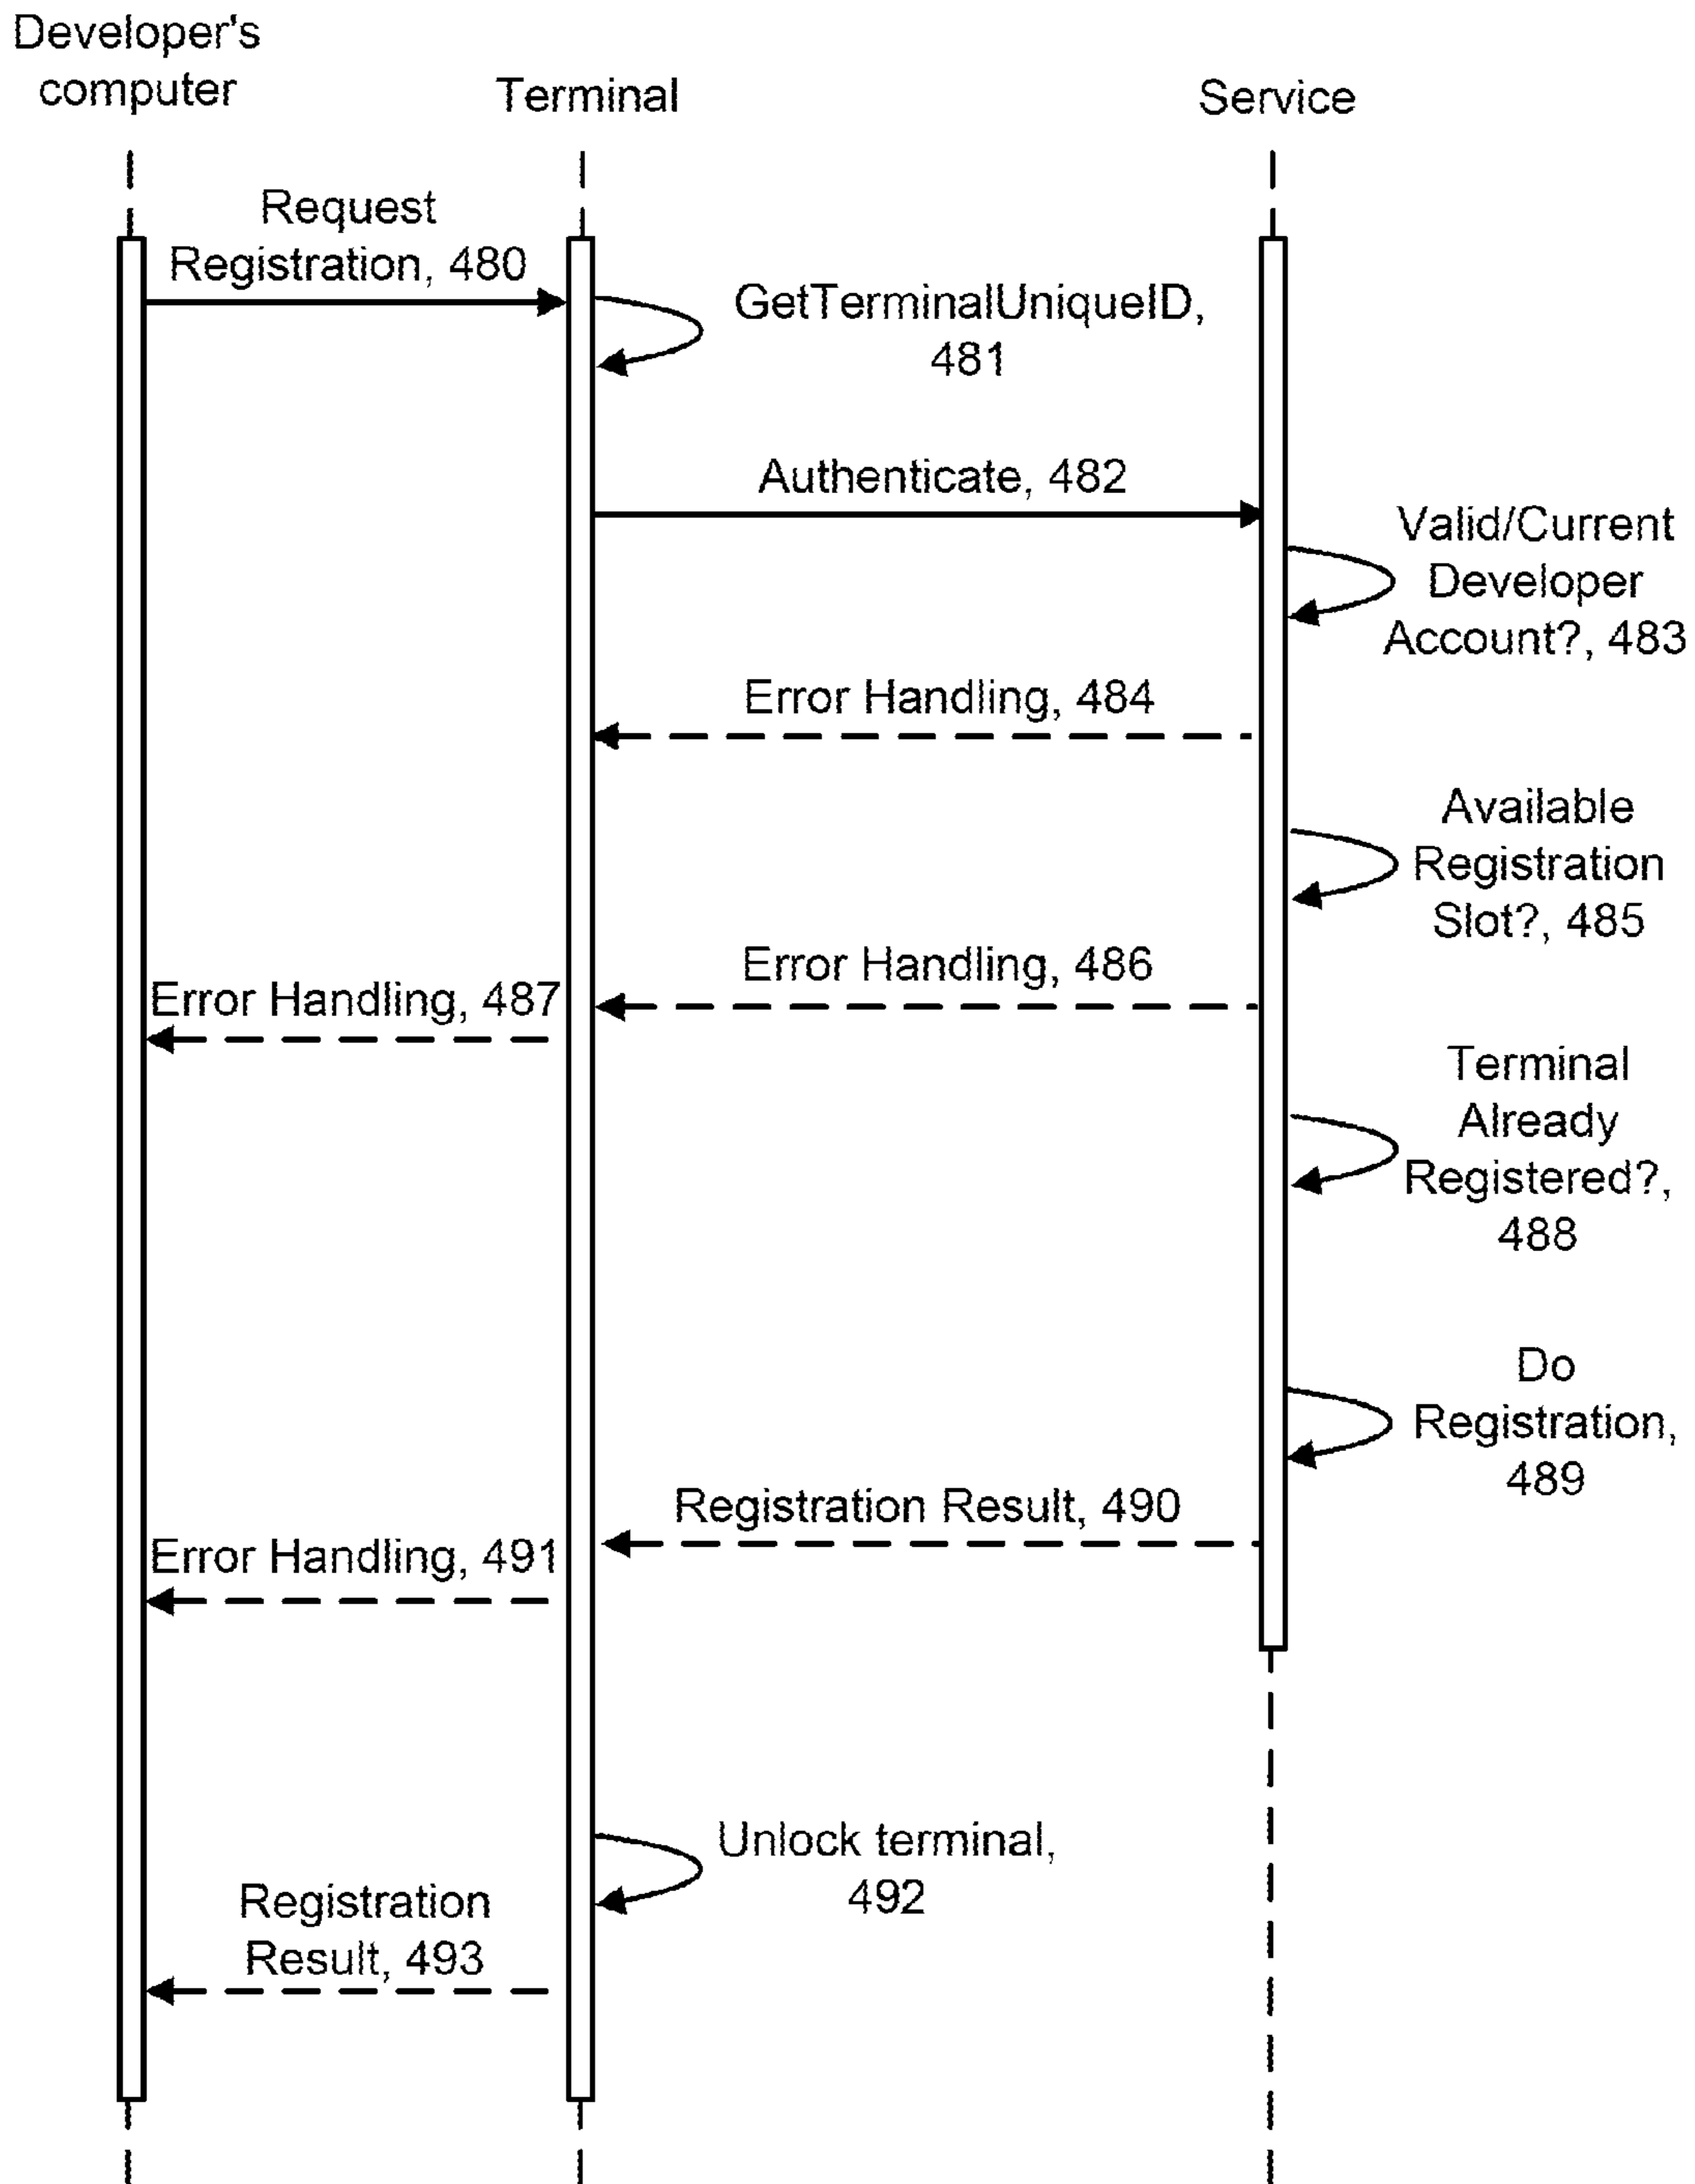 Developer's
computer
Terminal
Service
Request
Registration, 480
GetTerminalUniqueID,
481
Authenticate, 482
Valid/Current
Developer
Account?, 483
Error Handling, 484
Available
Registration
Slot?, 485
Error Handling, 486
Error Handling, 487
Terminal
Already
Registered?,
488
Do
Registration,
489
Registration Result, 490
Error Handling, 491
Unlock terminal,
492
Registration
Result, 493